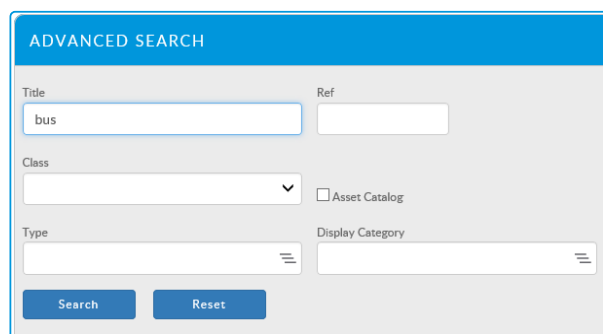 ADVANCED SEARCH
Title Ref
bus
Class
Asset Catalog
Type Display Category
Search Reset